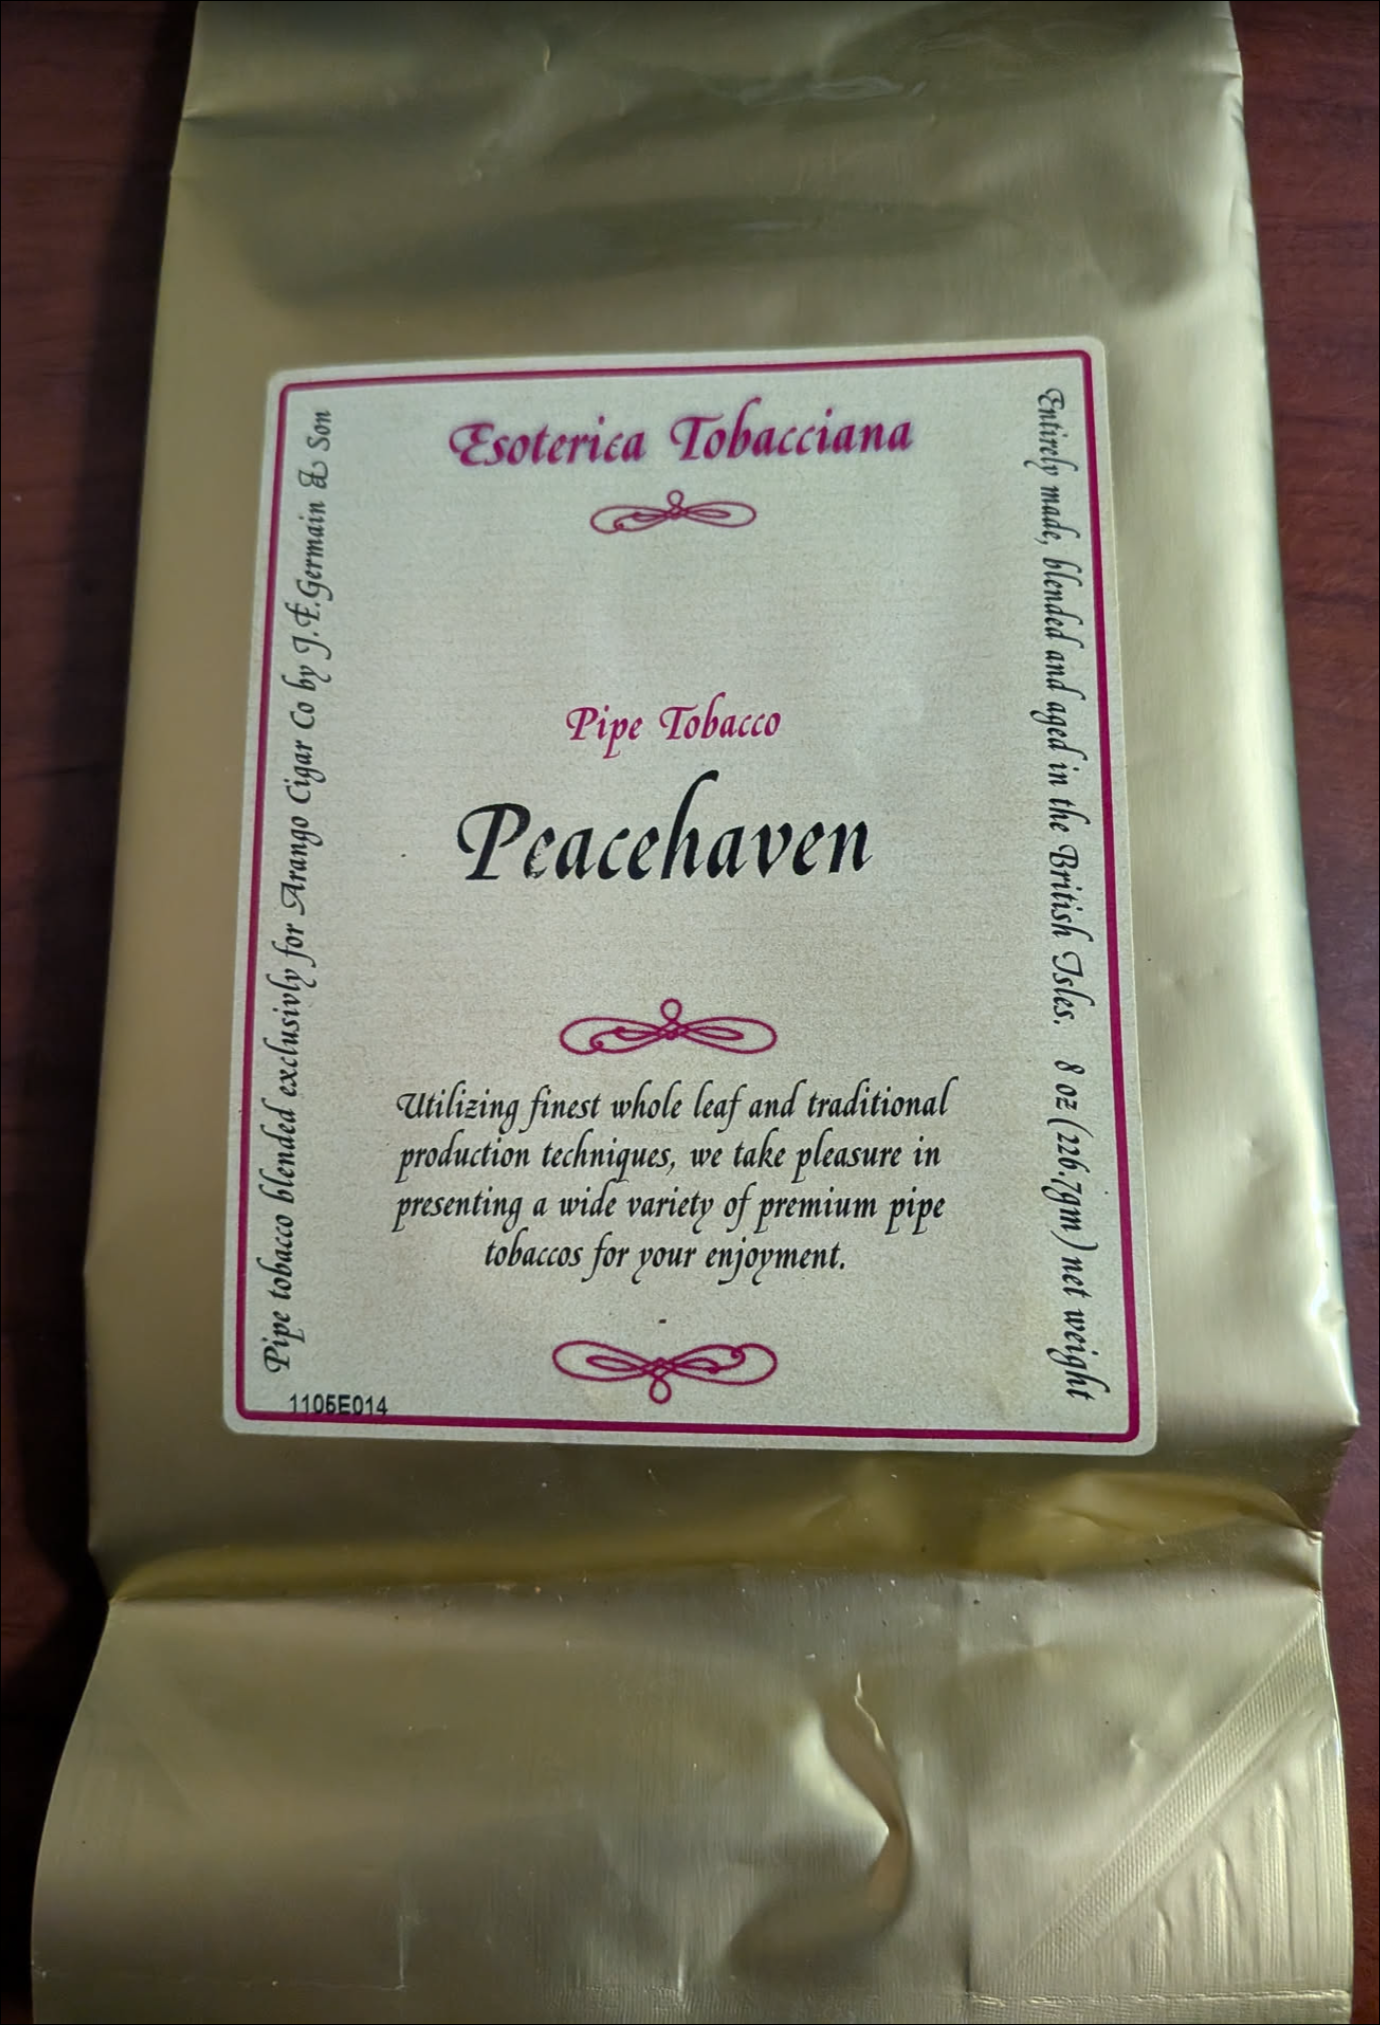 Esoterica Tobacciana
Pipe Tobacco
Peacehaven
Utilizing finest whole leaf and traditional
production techniques, we take pleasure in
presenting a wide variety of premium pipe
tobaccos for your enjoyment.
Pipe tobacco blended exclusivly for Arango Cigar Co by J.F.Germain & Son
Entirely made, blended and aged in the British Isles. 8 oz (226.7gm) net weight
1105E014